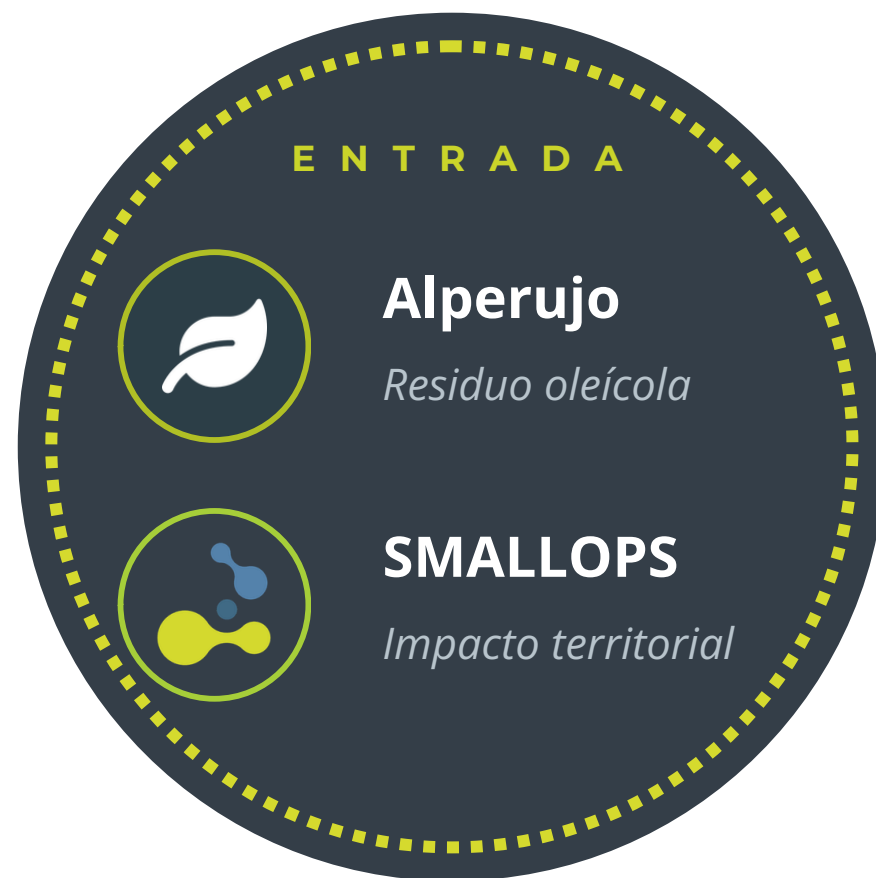 ENTRADA
Alperujo
Residuo oleícola
SMALLOPS
Impacto territorial